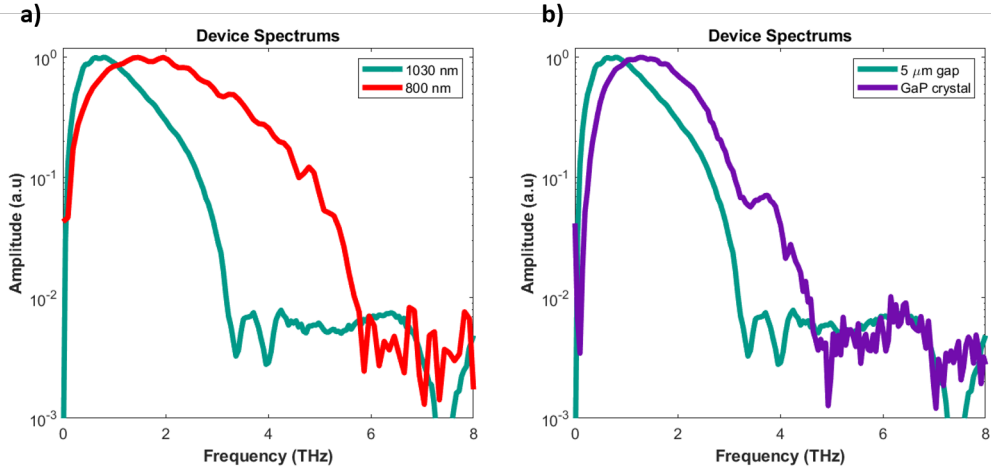 a)
Device Spectrums
10^0
10^-1
10^-2
10^-3
Amplitude (a.u)
1030 nm
800 nm
0 2 4 6 8
Frequency (THz)
b)
Device Spectrums
10^0
10^-1
10^-2
10^-3
Amplitude (a.u)
5 μm gap
GaP crystal
0 2 4 6 8
Frequency (THz)